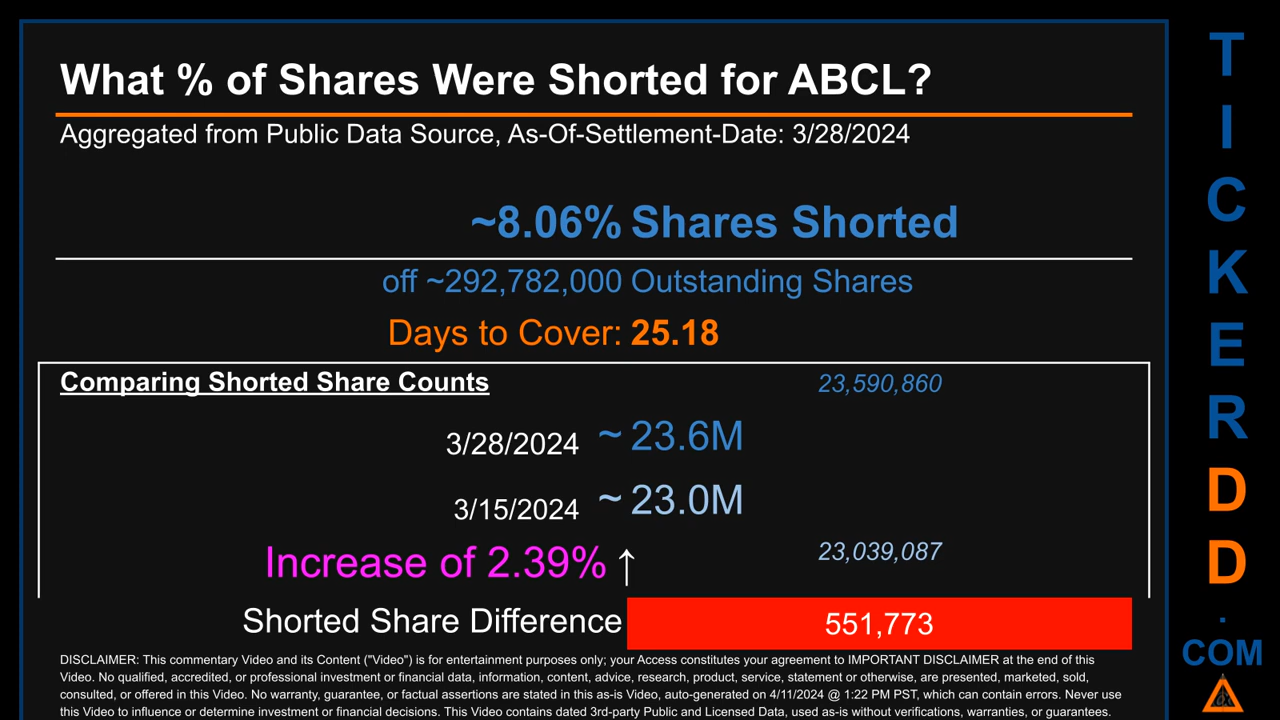 What % of Shares Were Shorted for ABCL?
Aggregated from Public Data Source, As-Of-Settlement-Date: 3/28/2024
~8.06% Shares Shorted
off ~292,782,000 Outstanding Shares
Days to Cover: 25.18
Comparing Shorted Share Counts
23,590,860
3/28/2024 ~ 23.6M
3/15/2024 ~ 23.0M
23,039,087
Increase of 2.39% ↑
Shorted Share Difference 551,773
DISCLAIMER: This commentary Video and its Content ("Video") is for entertainment purposes only; your Access constitutes your agreement to IMPORTANT DISCLAIMER at the end of this
Video. No qualified, accredited, or professional investment or financial data, information, content, advice, research, product, service, statement or otherwise, are presented, marketed, sold,
consulted, or offered in this Video. No warranty, guarantee, or factual assertions are stated in this as-is Video, auto-generated on 4/11/2024 @ 1:22 PM PST, which can contain errors. Never use
this Video to influence or determine investment or financial decisions. This Video contains dated 3rd-party Public and Licensed Data, used as-is without verifications, warranties, or guarantees.
T
I
C
K
E
R
D
D
.
COM